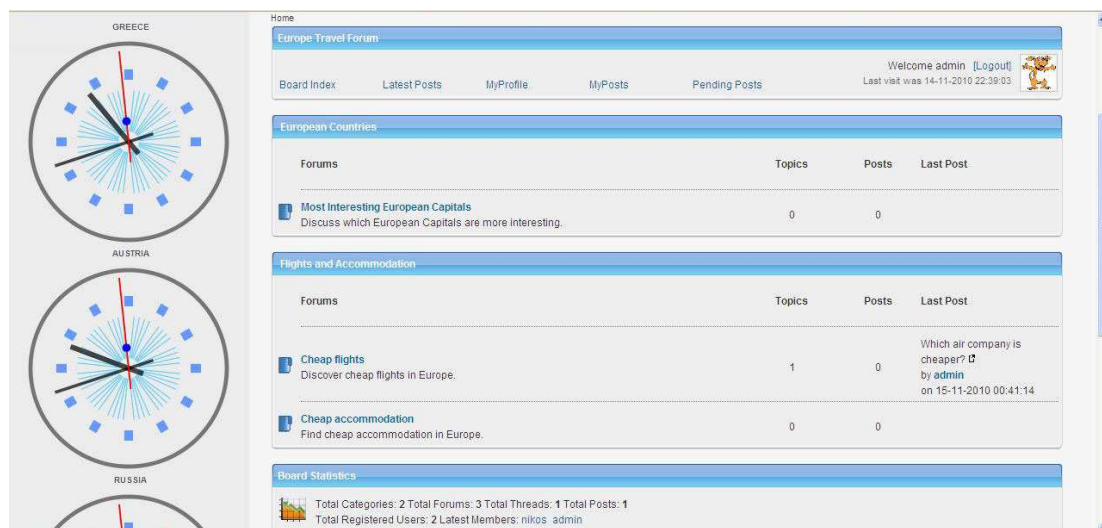 GREECE
AUSTRIA
RUSSIA
Home
Europe Travel Forum
Welcome admin [Logout]
Last visit was 14-11-2010 22:39:03
Board Index Latest Posts MyProfile MyPosts Pending Posts
European Countries
Forums Topics Posts Last Post
Most Interesting European Capitals
Discuss which European Capitals are more interesting.
0 0
Flights and Accommodation
Forums Topics Posts Last Post
Cheap flights
Discover cheap flights in Europe.
1 0
Which air company is
cheaper?
by admin
on 15-11-2010 00:41:14
Cheap accommodation
Find cheap accommodation in Europe.
0 0
Board Statistics
Total Categories: 2 Total Forums: 3 Total Threads: 1 Total Posts: 1
Total Registered Users: 2 Latest Members: nikos admin